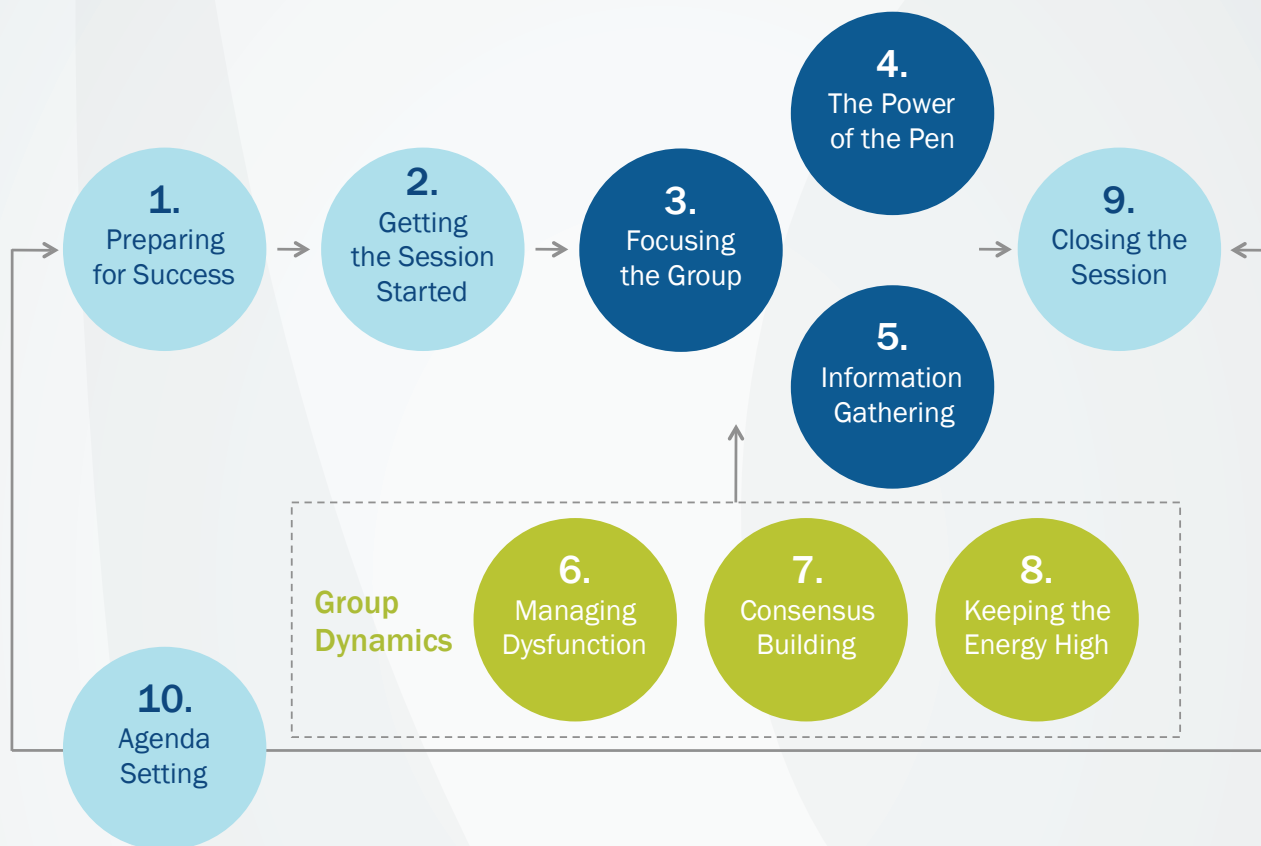 1.
Preparing
for Success
2.
Getting
the Session
Started
3.
Focusing
the Group
4.
The Power
of the Pen
5.
Information
Gathering
9.
Closing the
Session
Group
Dynamics
6.
Managing
Dysfunction
7.
Consensus
Building
8.
Keeping the
Energy High
10.
Agenda
Setting